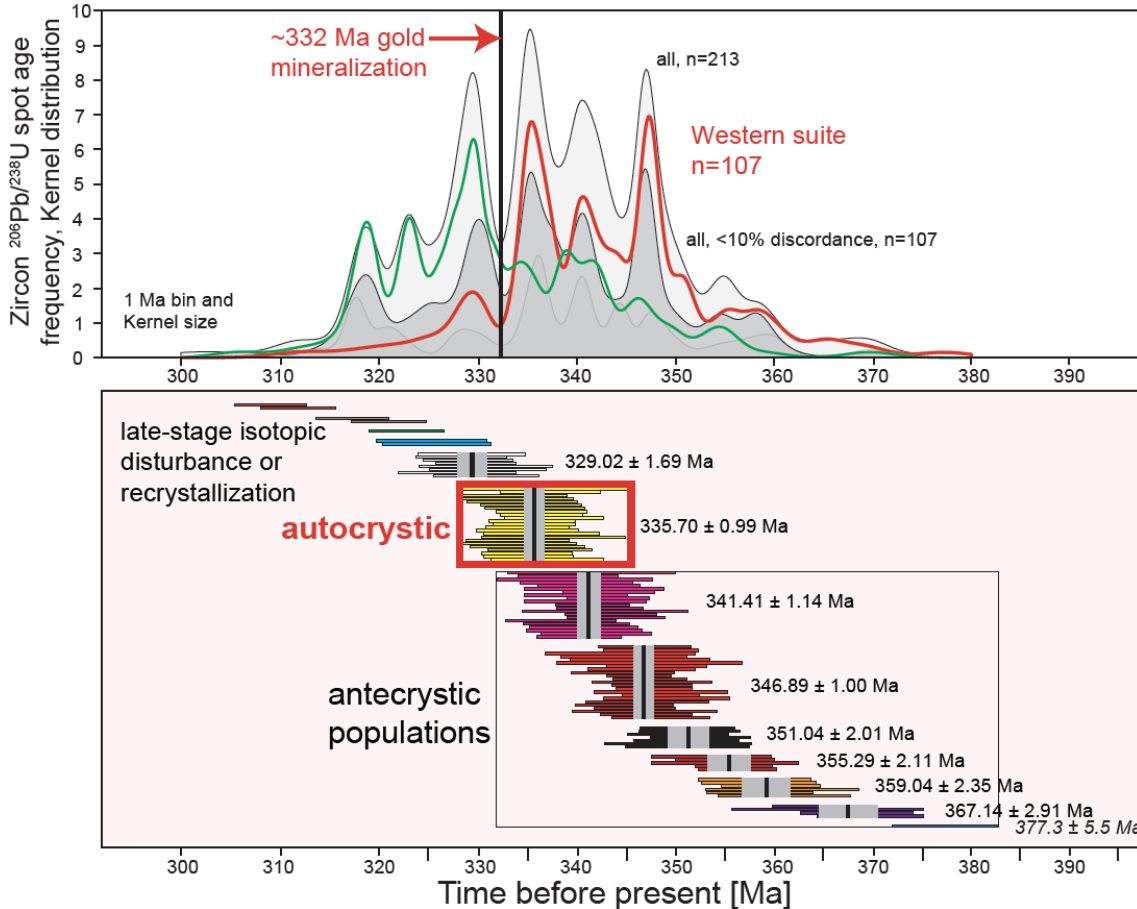 10
9
8
7
6
5
4
3
2
1
0
Zircon ²⁰⁶Pb/²³⁸U spot age
frequency, Kernel distribution
~332 Ma gold
mineralization
all, n=213
Western suite
n=107
all, <10% discordance, n=107
1 Ma bin and
Kernel size
300 310 320 330 340 350 360 370 380 390
late-stage isotopic
disturbance or
recrystallization
329.02 ± 1.69 Ma
autocrystic
335.70 ± 0.99 Ma
341.41 ± 1.14 Ma
346.89 ± 1.00 Ma
antecrystic
populations
351.04 ± 2.01 Ma
355.29 ± 2.11 Ma
359.04 ± 2.35 Ma
367.14 ± 2.91 Ma
377.3 ± 5.5 Ma
300 310 320 330 340 350 360 370 380 390
Time before present [Ma]